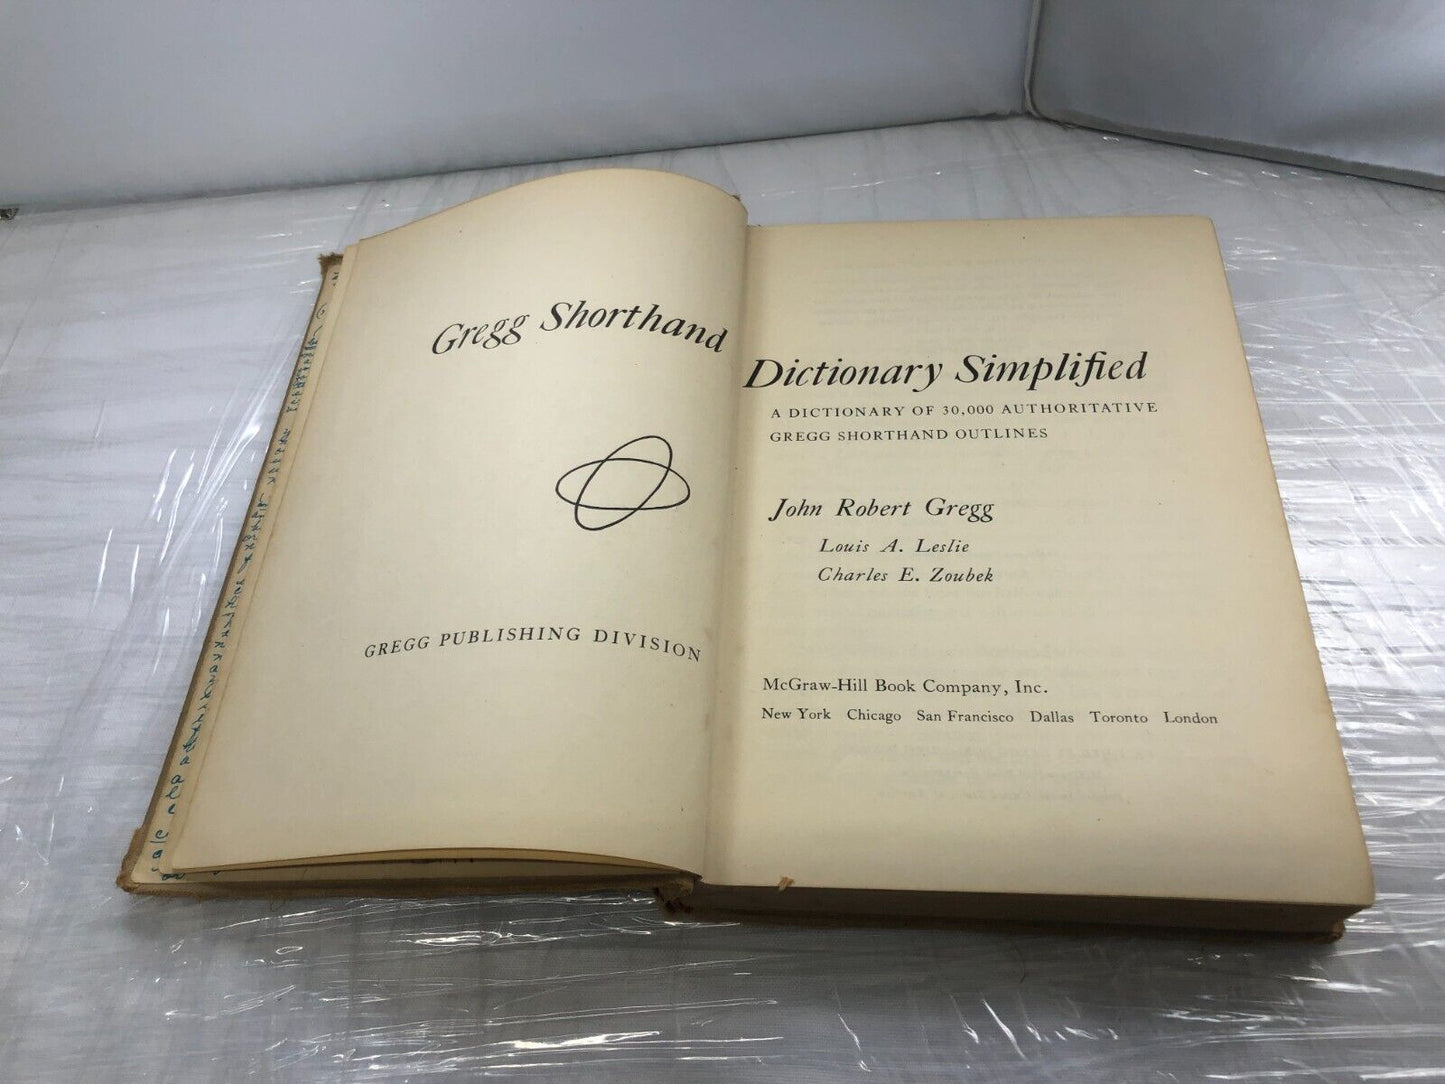 Gregg Shorthand
Dictionary Simplified
A DICTIONARY OF 30,000 AUTHORITATIVE
GREGG SHORTHAND OUTLINES
John Robert Gregg
Louis A. Leslie
Charles E. Zoubek
GREGG PUBLISHING DIVISION
McGraw-Hill Book Company, Inc.
New York Chicago San Francisco Dallas Toronto London